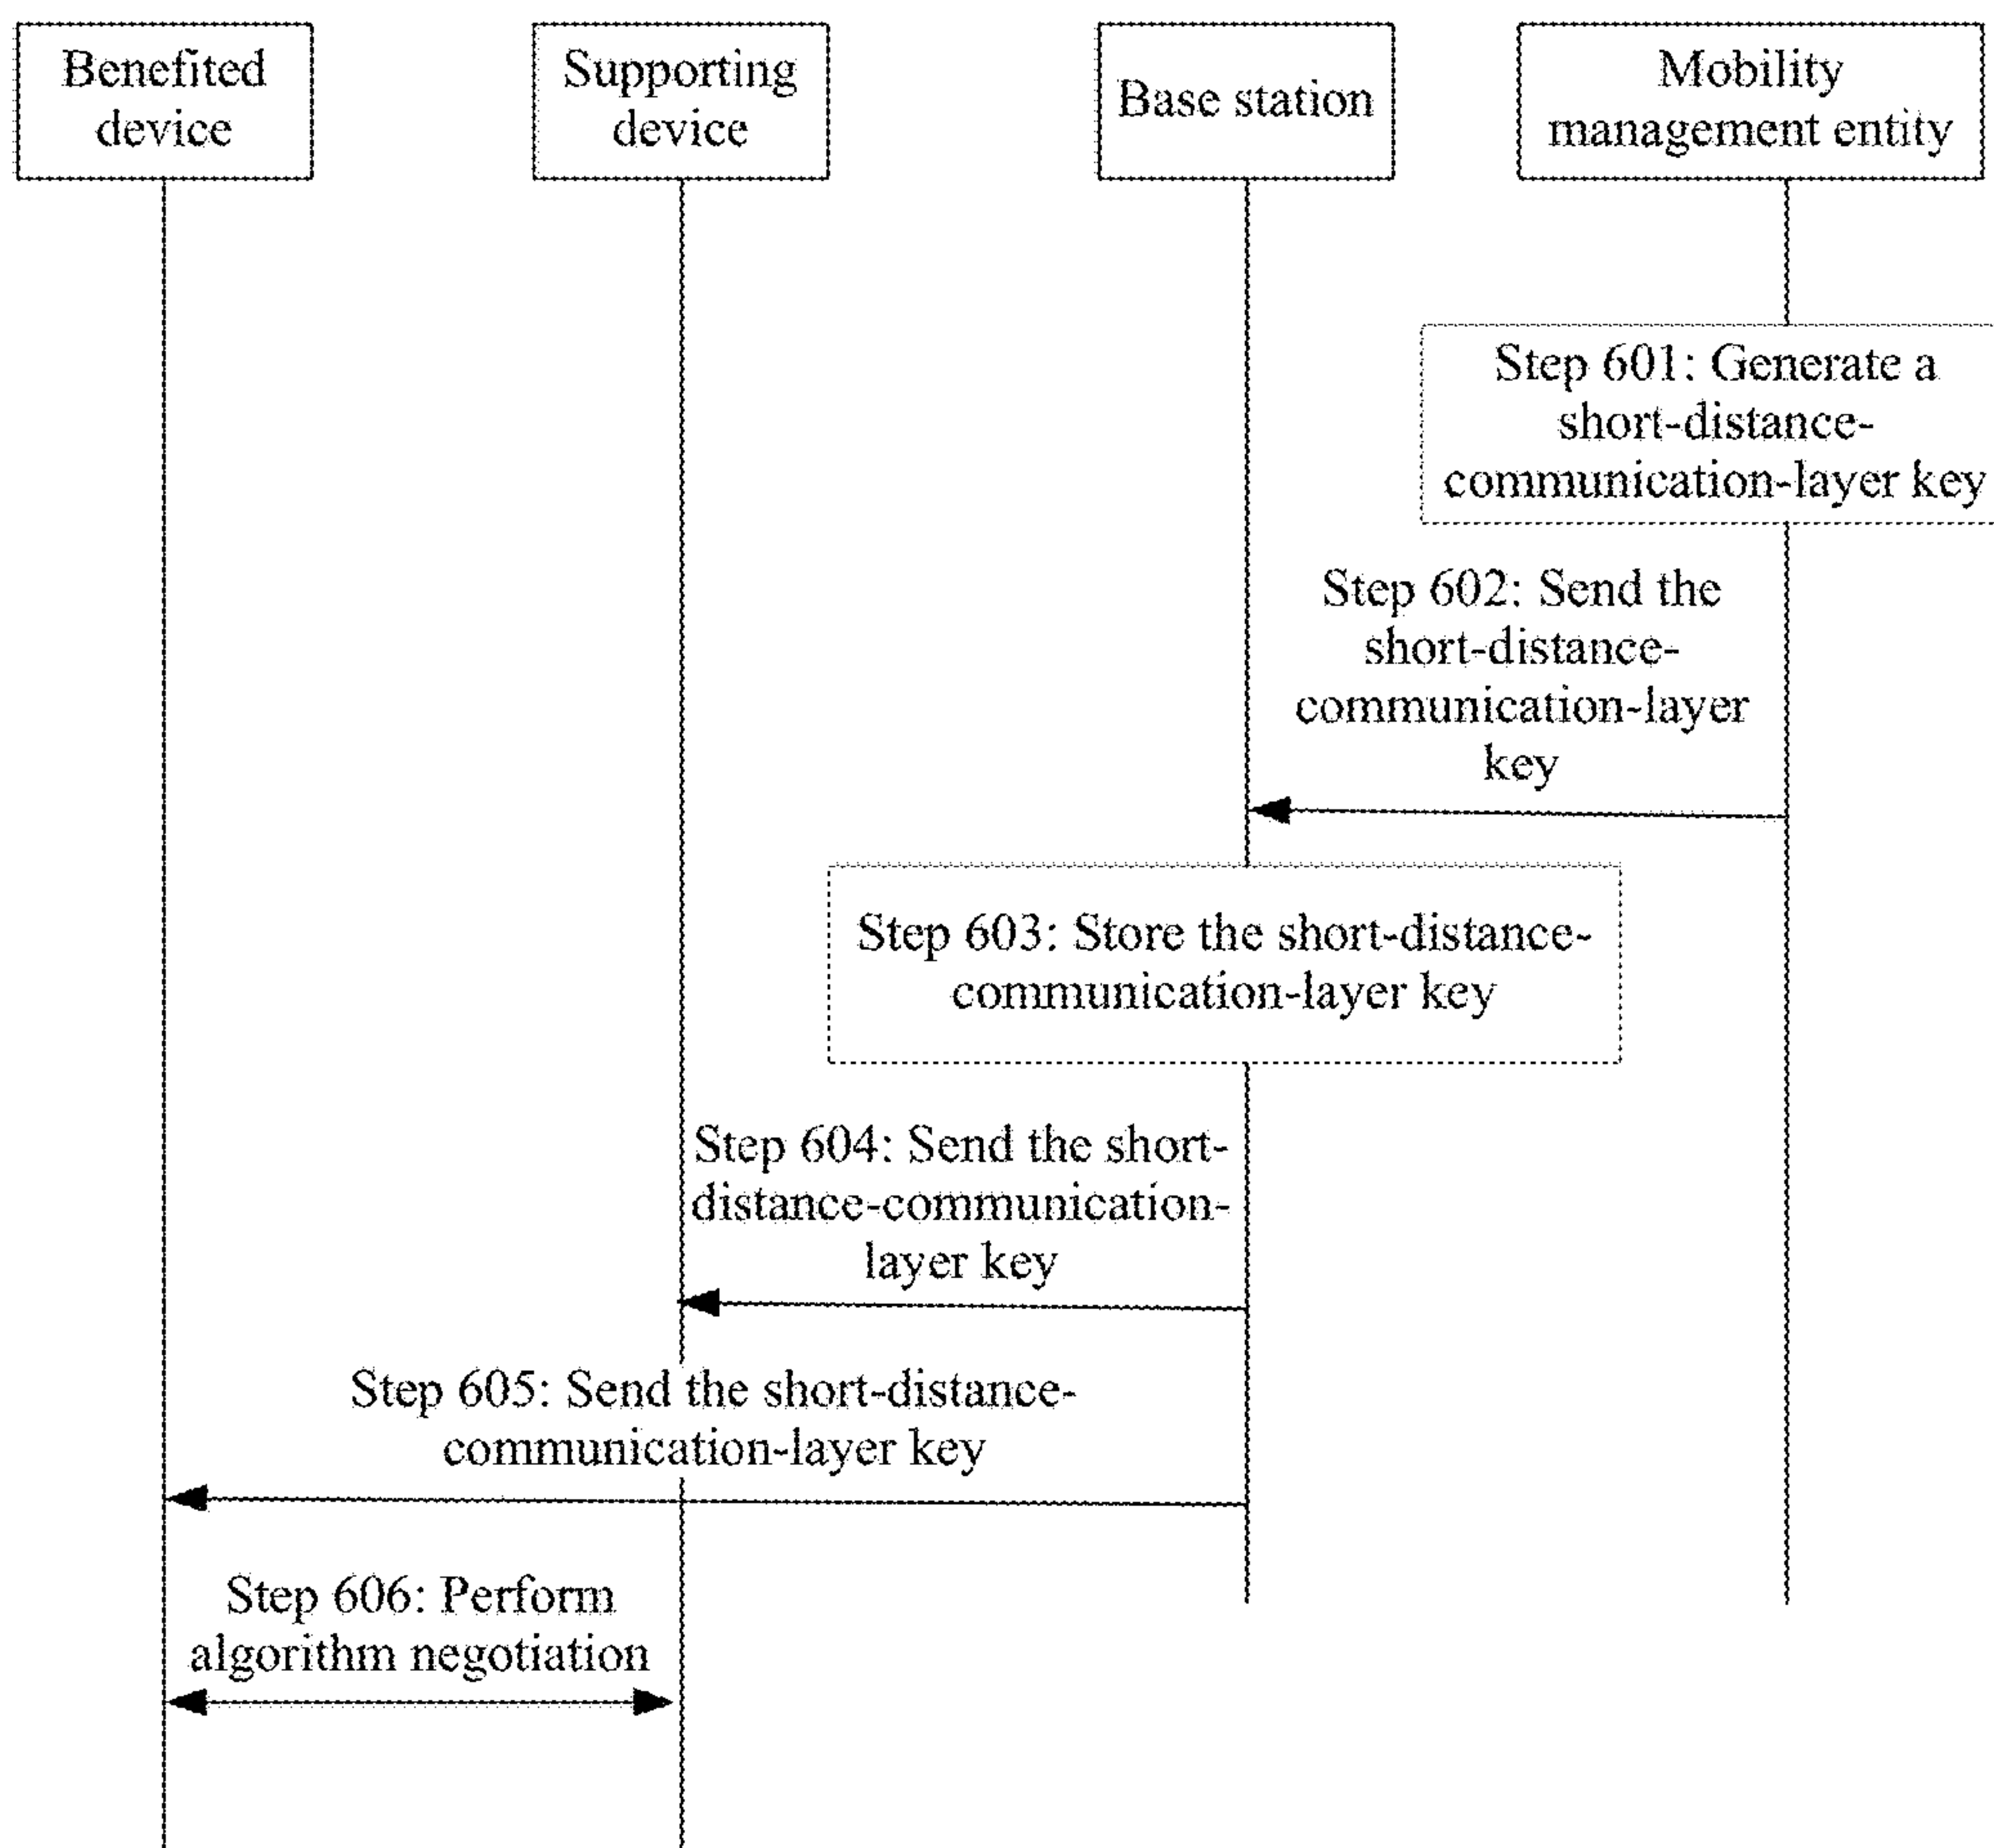 Benefited
device
Supporting
device
Base station
Mobility
management entity
Step 601: Generate a
short-distance-
communication-layer key
Step 602: Send the
short-distance-
communication-layer
key
Step 603: Store the short-distance-
communication-layer key
Step 604: Send the short-
distance-communication-
layer key
Step 605: Send the short-distance-
communication-layer key
Step 606: Perform
algorithm negotiation